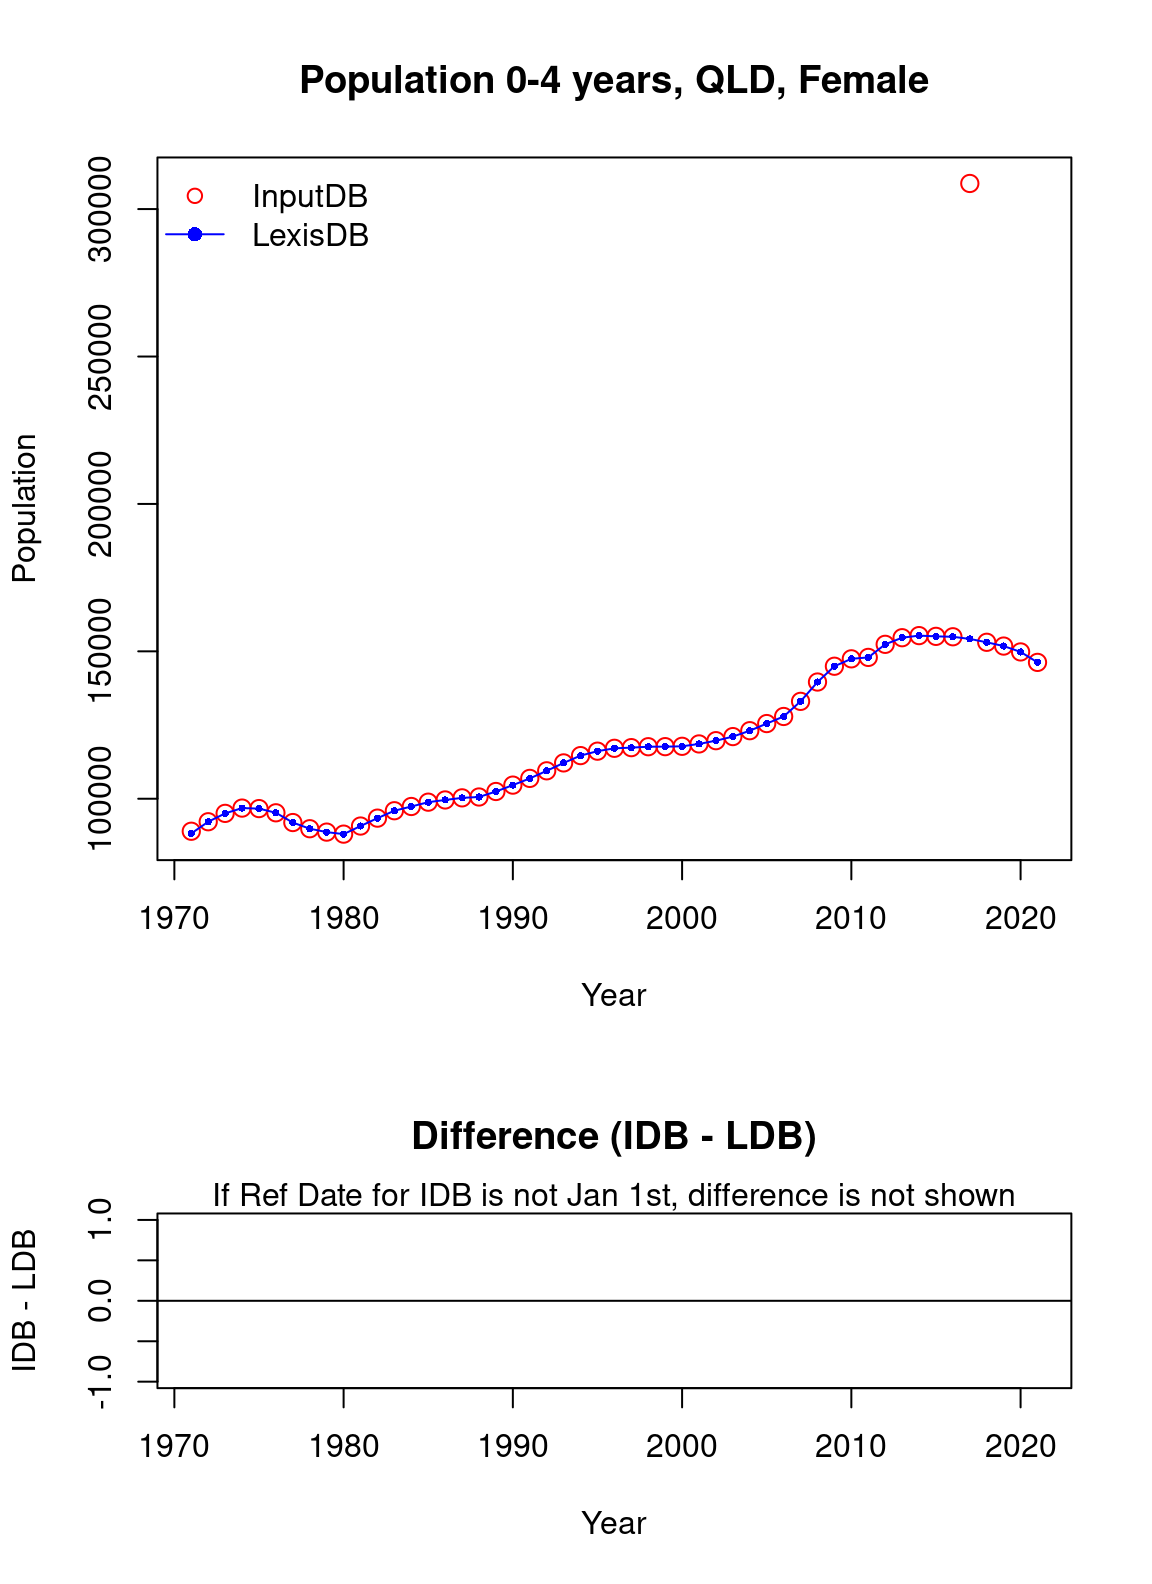 Population 0-4 years, QLD, Female
InputDB
LexisDB
Population
300000
250000
200000
150000
100000
1970 1980 1990 2000 2010 2020
Year
Difference (IDB - LDB)
If Ref Date for IDB is not Jan 1st, difference is not shown
IDB - LDB
1.0
0.0
-1.0
1970 1980 1990 2000 2010 2020
Year